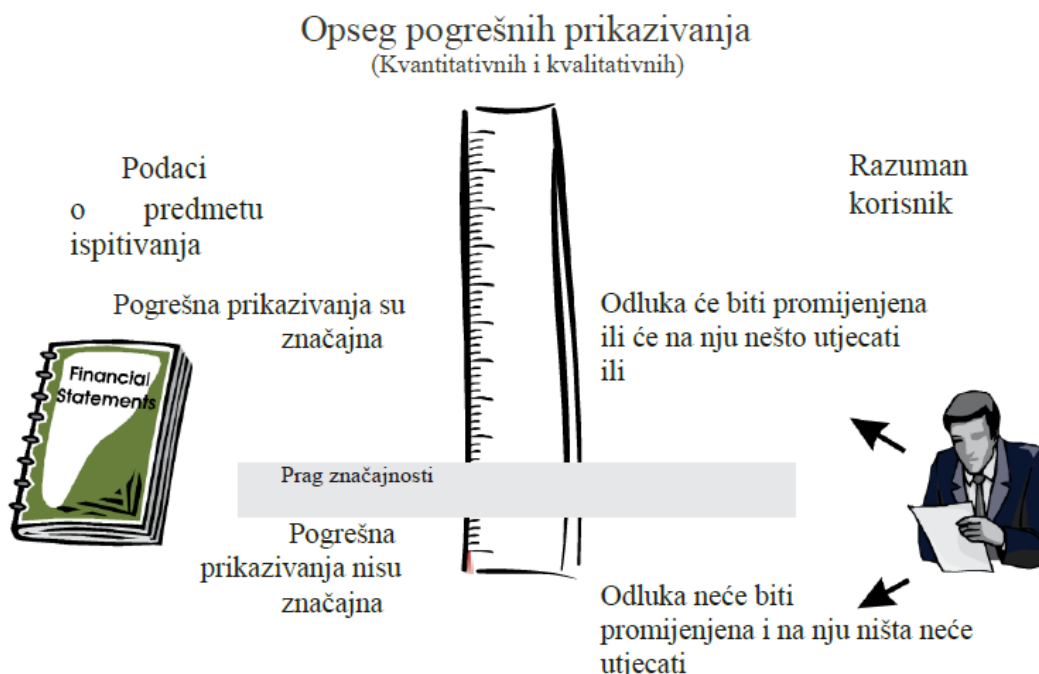 Opseg pogrešnih prikazivanja
(Kvantitativnih i kvalitativnih)
Podaci
o predmetu
ispitivanja
Razuman
korisnik
Pogrešna prikazivanja su
značajna
Odluka će biti promijenjena
ili će na nju nešto utjecati
ili
Financial
Statements
Prag značajnosti
Pogrešna
prikazivanja nisu
značajna
Odluka neće biti
promijenjena i na nju ništa neće
utjecati